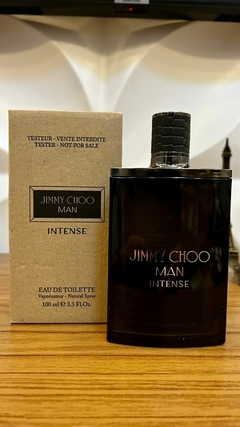 TESTEUR - VENTE INTERDITE
TESTER - NOT FOR SALE
JIMMY CHOO
MAN
INTENSE
EAU DE TOILETTE
Vaporisateur - Natural Spray
100 ml ℮ 3.3 FL.Oz.
JIMMY CHOO
MAN
INTENSE